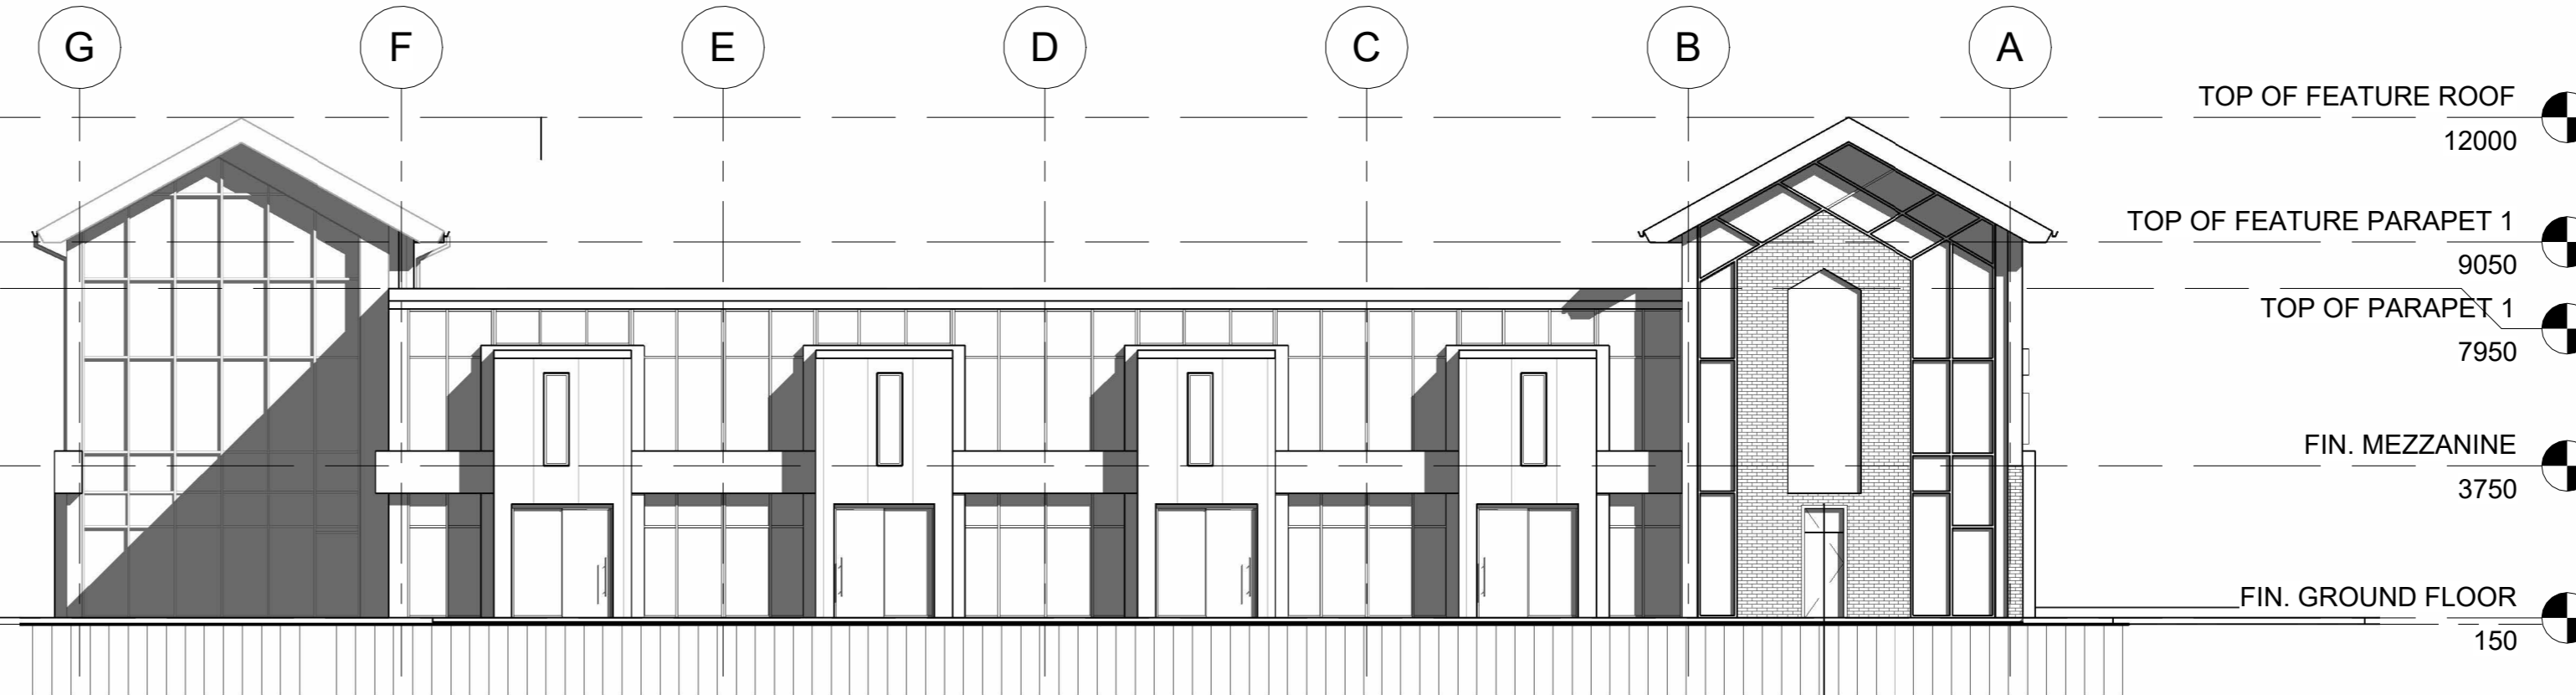 G F E D C B A
TOP OF FEATURE ROOF
12000
TOP OF FEATURE PARAPET 1
9050
TOP OF PARAPET 1
7950
FIN. MEZZANINE
3750
FIN. GROUND FLOOR
150